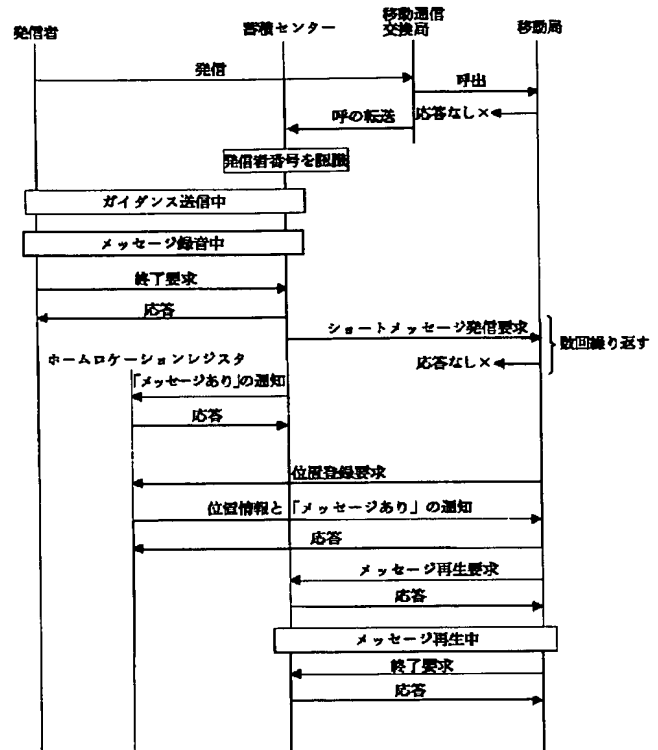 発信者
蓄積センター
移動通信
交換局
移動局
発信
呼出
応答なし×
呼の転送
発信者番号を認識
ガイダンス送信中
メッセージ録音中
終了要求
応答
ショートメッセージ発信要求
数回繰り返す
応答なし×
ホームロケーションレジスタ
「メッセージあり」の通知
応答
位置登録要求
位置情報と「メッセージあり」の通知
応答
メッセージ再生要求
応答
メッセージ再生中
終了要求
応答